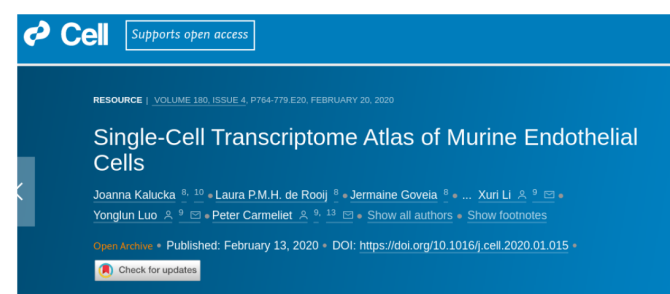 Cell Supports open access
RESOURCE | VOLUME 180, ISSUE 4, P764-779.E20, FEBRUARY 20, 2020
Single-Cell Transcriptome Atlas of Murine Endothelial
Cells
Joanna Kalucka 8, 10 • Laura P.M.H. de Rooij 8 • Jermaine Goveia 8 • ... Xuri Li 9 •
Yonglun Luo 9 • Peter Carmeliet 9, 13 • Show all authors • Show footnotes
Open Archive • Published: February 13, 2020 • DOI: https://doi.org/10.1016/j.cell.2020.01.015 •
Check for updates